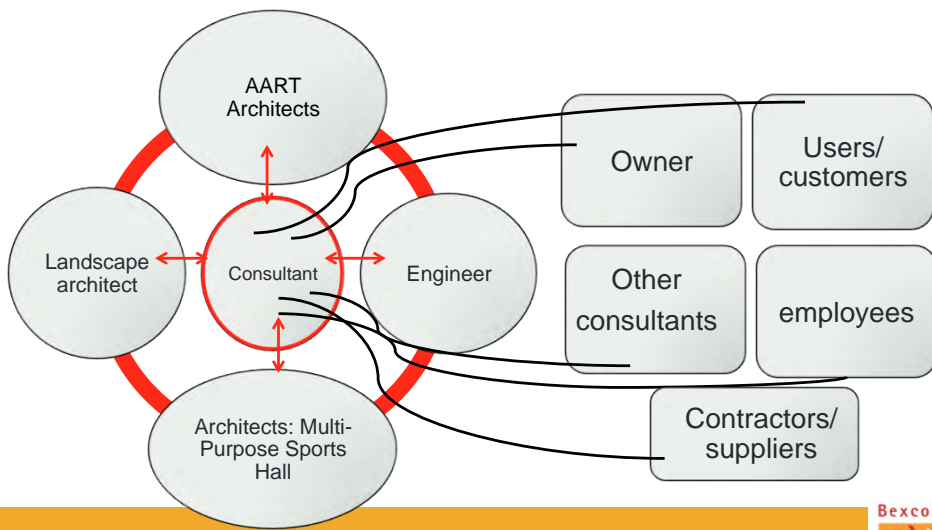 AART
Architects
Owner
Users/
customers
Landscape
architect
Consultant
Engineer
Other
consultants
employees
Architects: Multi-
Purpose Sports
Hall
Contractors/
suppliers